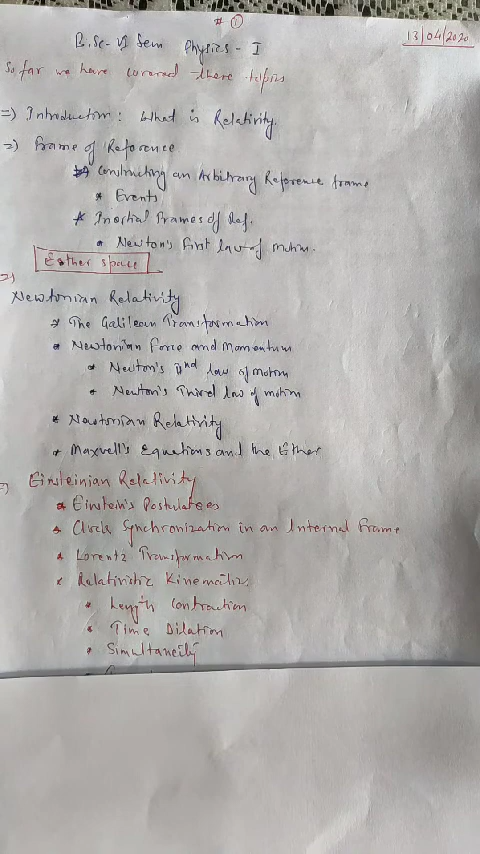 # ①
B.Sc-VI Sem Physics - I
13/04/2020
So far we have covered these topics
=) Introduction: What is Relativity.
=) Frame of Reference
* Constructing an Arbitrary Reference frame
* Events
* Inertial Frames of Ref.
* Newton's First law of motion.
Eother space
=)
Newtonian Relativity
* The Galilean Transformation
* Newtonian Force and Momentum
* Newton's IInd law of motion
* Newton's Third law of motion
* Newtonian Relativity
* Maxwell's Equations and the Ether
=) Einsteinian Relativity
* Einstein's Postulates
* Clock Synchronization in an Internal Frame
* Lorentz Transformation
* Relativistic Kinematics
* Length Contraction
* Time Dilation
* Simultaneity